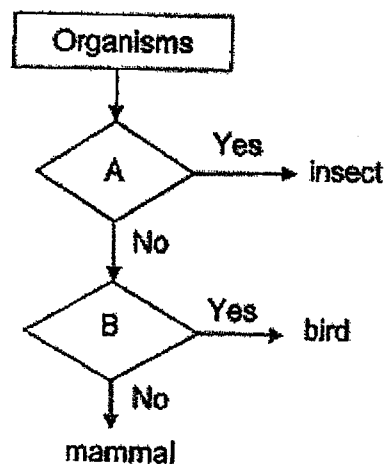 Organisms
A
Yes
insect
No
B
Yes
bird
No
mammal